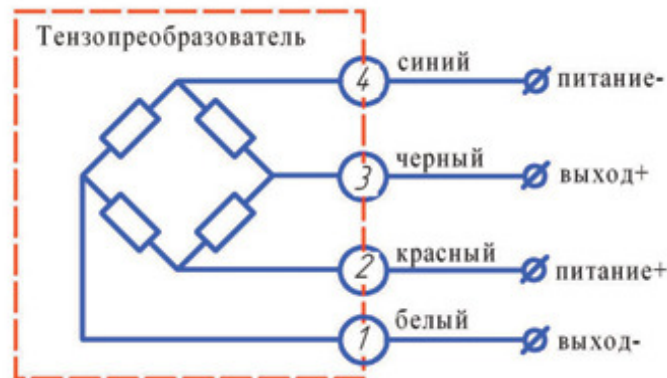 Тензопреобразователь
4 синий питание-
3 черный выход+
2 красный питание+
1 белый выход-